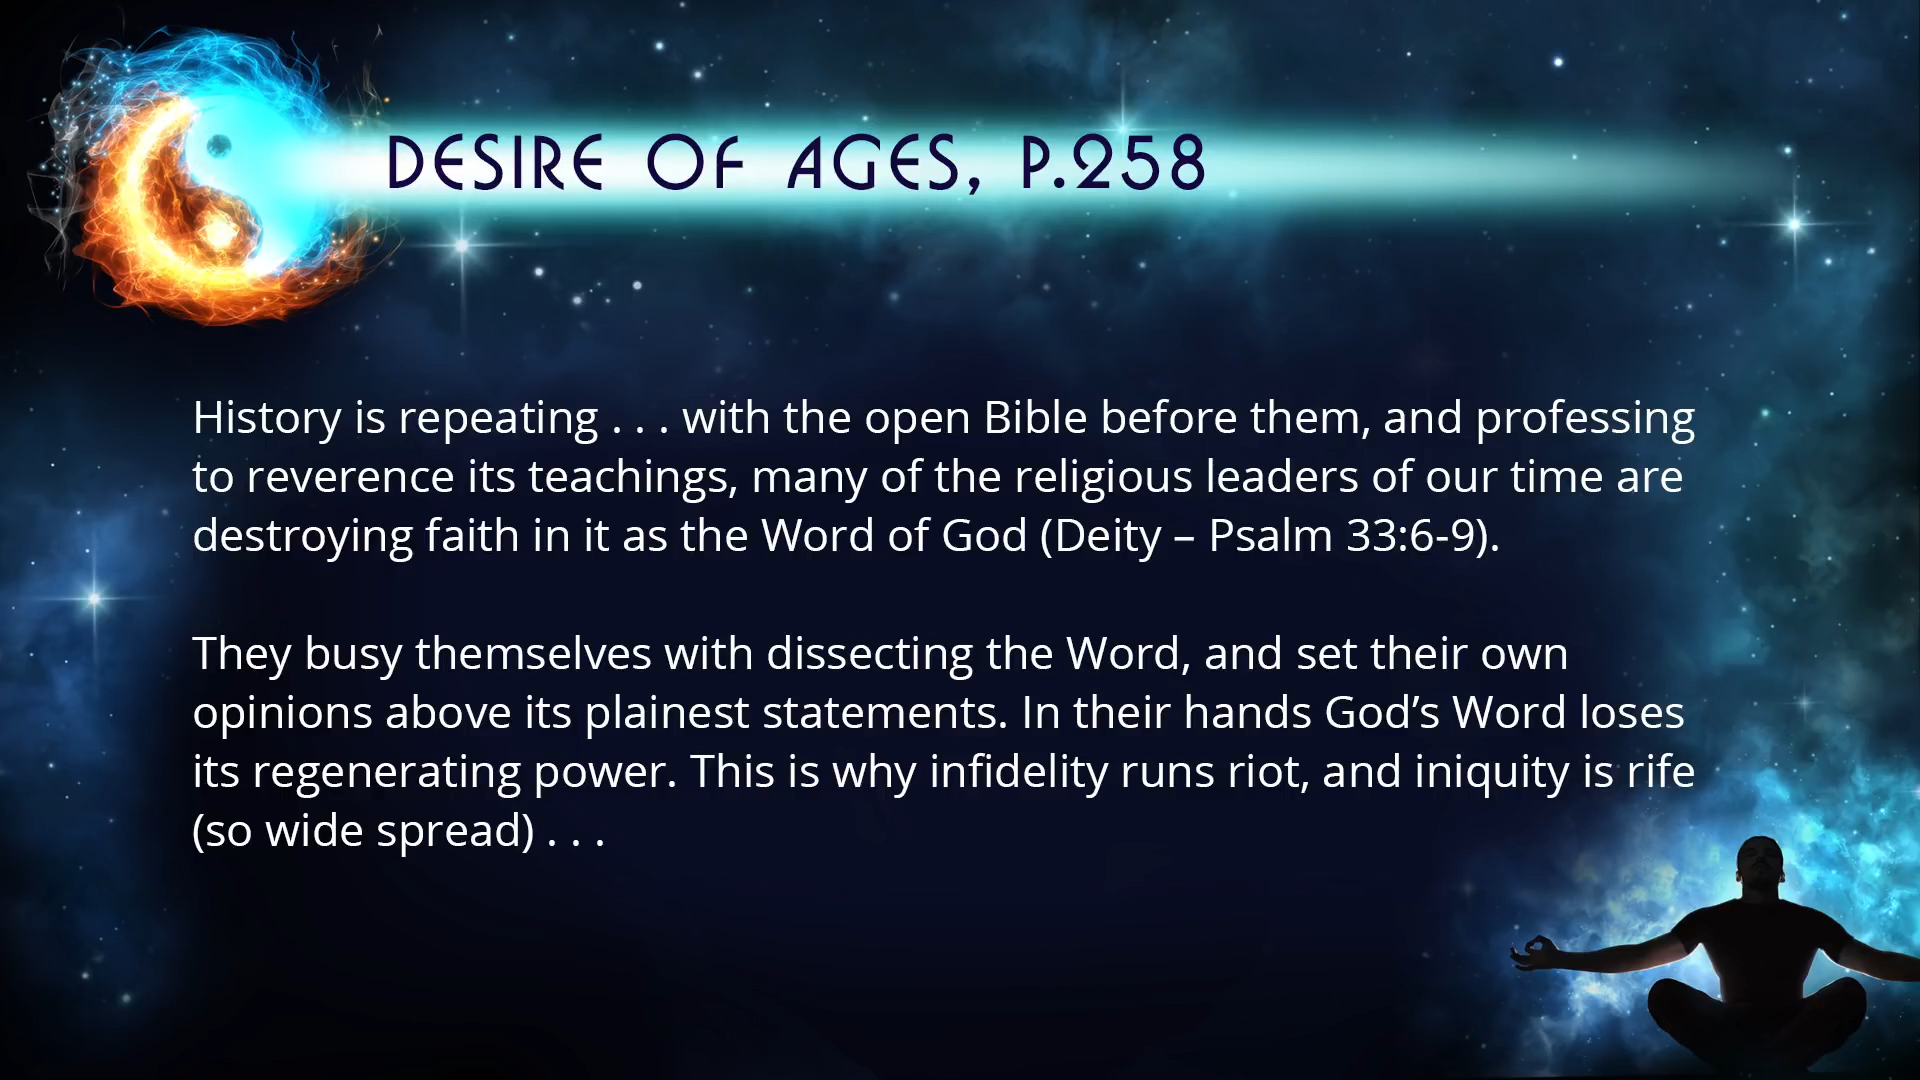 DESIRE OF AGES, P.258
History is repeating . . . with the open Bible before them, and professing
to reverence its teachings, many of the religious leaders of our time are
destroying faith in it as the Word of God (Deity – Psalm 33:6-9).
They busy themselves with dissecting the Word, and set their own
opinions above its plainest statements. In their hands God’s Word loses
its regenerating power. This is why infidelity runs riot, and iniquity is rife
(so wide spread) . . .